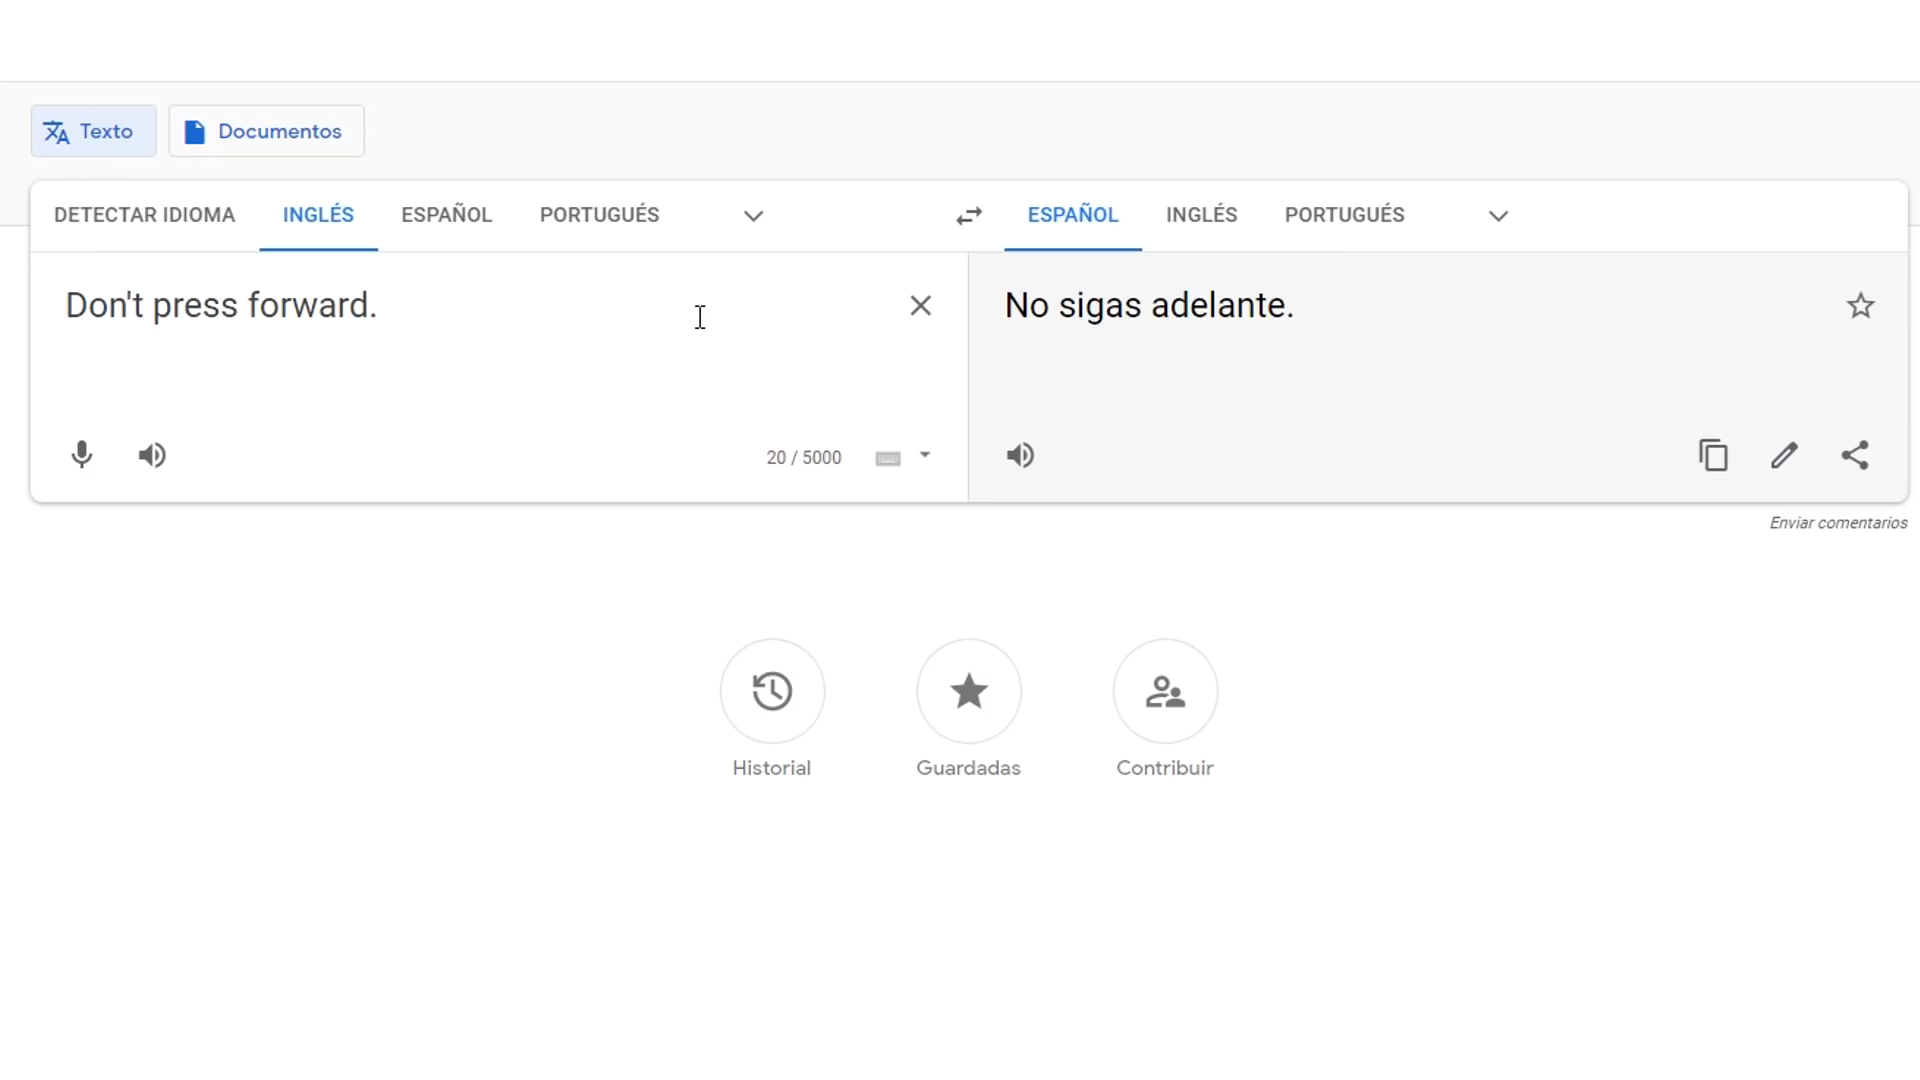 Texto Documentos
DETECTAR IDIOMA INGLÉS ESPAÑOL PORTUGUÉS ESPAÑOL INGLÉS PORTUGUÉS
Don't press forward. No sigas adelante.
20 / 5000
Enviar comentarios
Historial Guardadas Contribuir